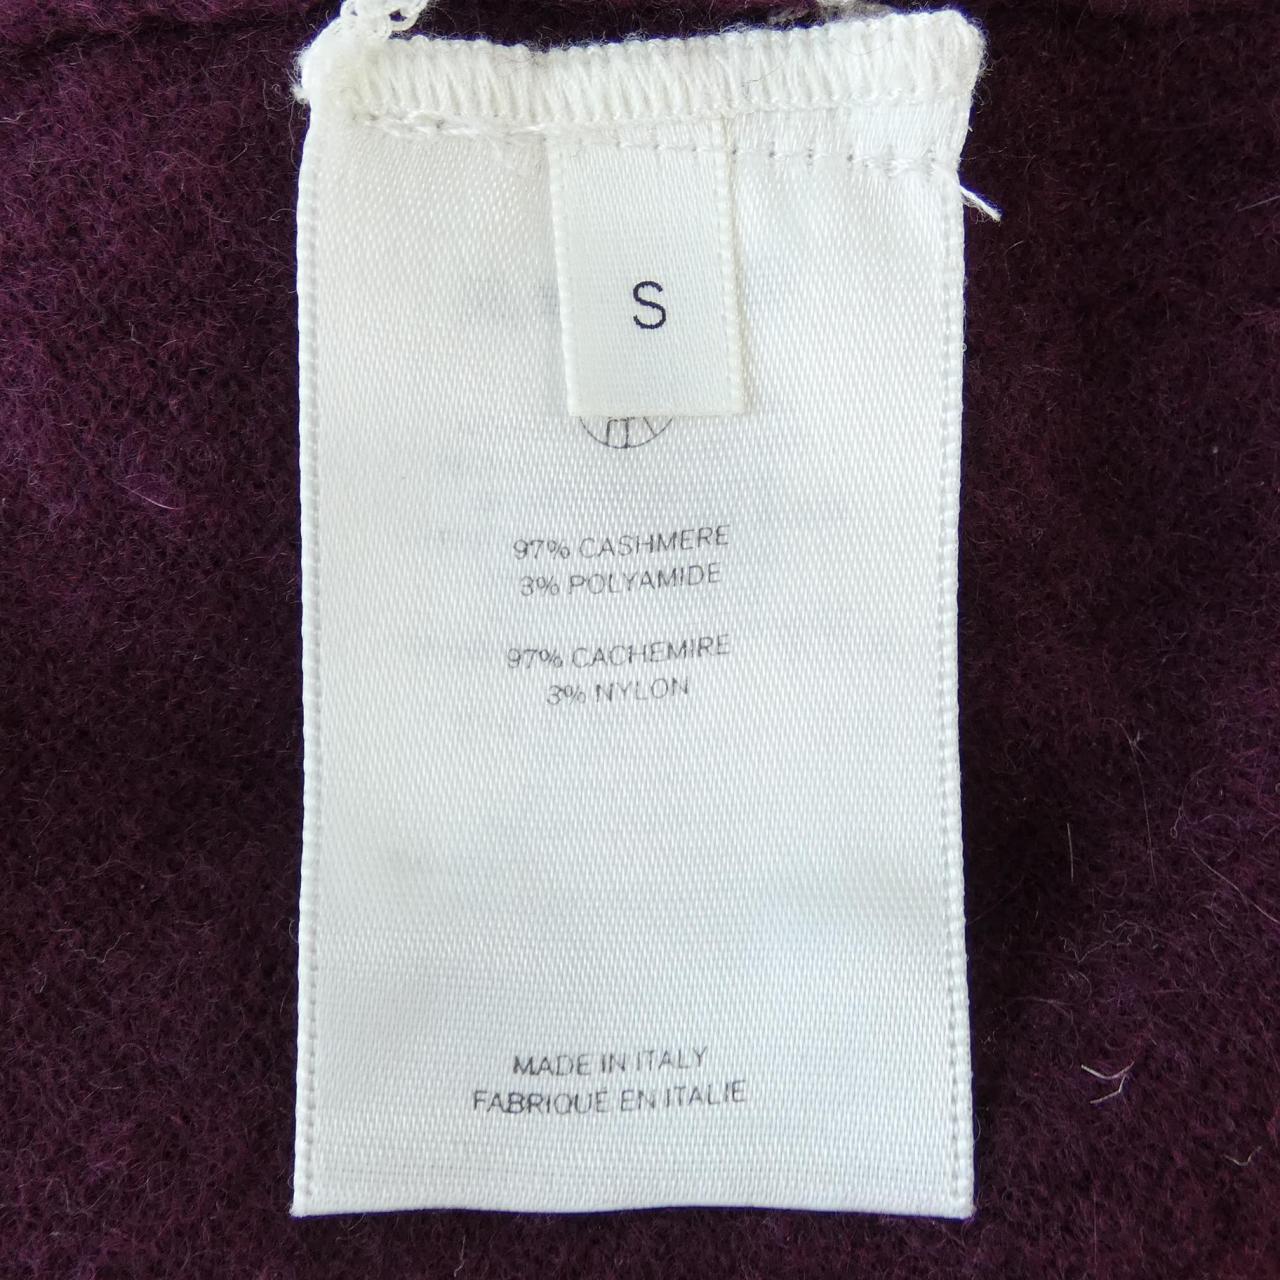 S
97% CASHMERE
3% POLYAMIDE
97% CACHEMIRE
3% NYLON
MADE IN ITALY
FABRIQUE EN ITALIE